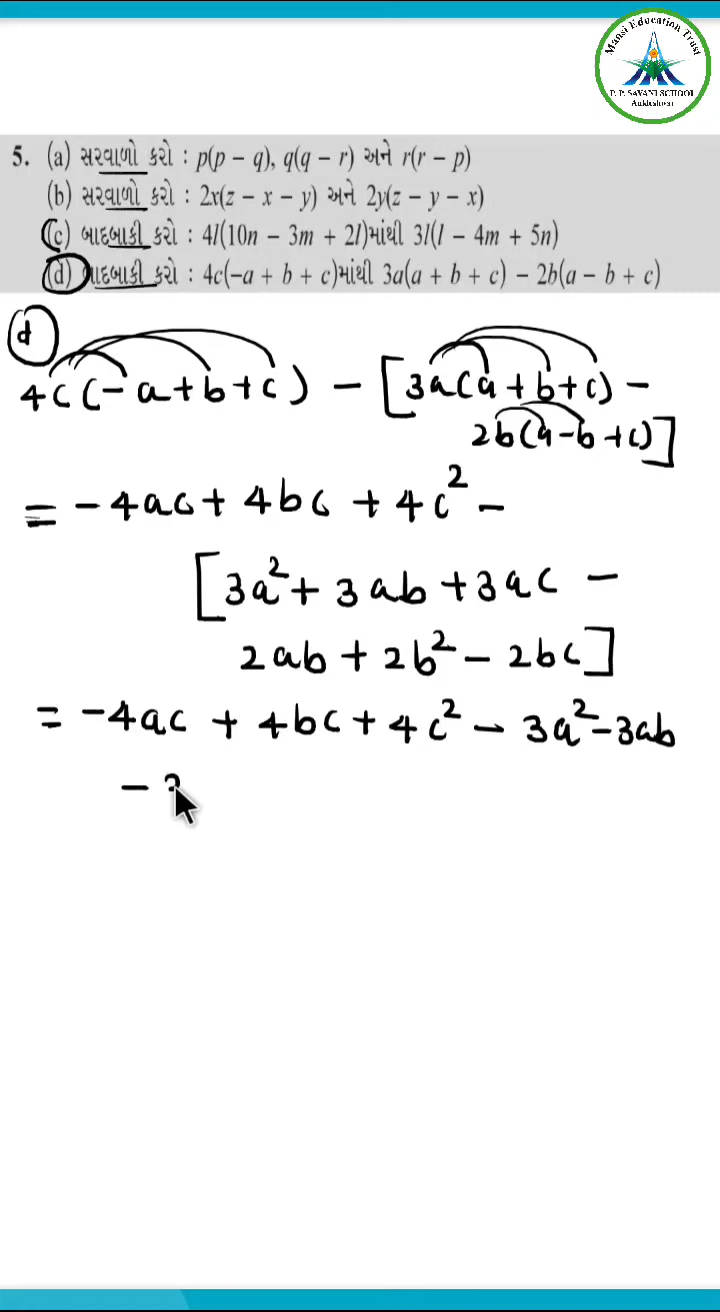 Mansi Education Trust
P. P. SAVANI SCHOOL
Ankleshwar
5. (a) સરવાળો કરો : p(p − q), q(q − r) અને r(r − p)
(b) સરવાળો કરો : 2x(z − x − y) અને 2y(z − y − x)
(c) બાદબાકી કરો : 4l(10n − 3m + 2l)માંથી 3l(l − 4m + 5n)
(d) બાદબાકી કરો : 4c(−a + b + c)માંથી 3a(a + b + c) − 2b(a − b + c)
d
4c(−a+b+c) − [3a(a+b+c) −
2b(a−b+c)]
= −4ac + 4bc + 4c² −
[3a² + 3ab + 3ac −
2ab + 2b² − 2bc]
= −4ac + 4bc + 4c² − 3a² − 3ab
−